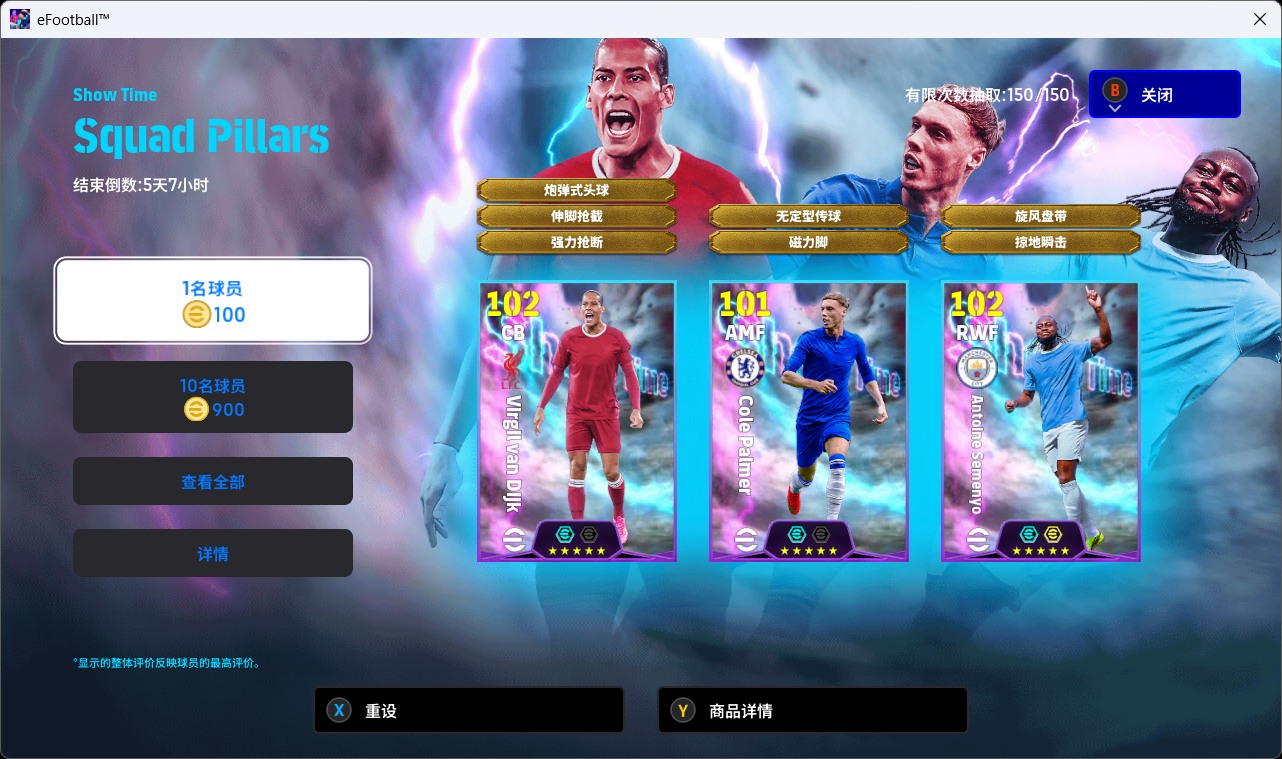 eFootball™
Show Time
Squad Pillars
结束倒数:5天7小时
有限次数抽取:150/150
B 关闭
1名球员
100
10名球员
900
查看全部
详情
炮弹式头球
伸脚抢截
强力抢断
无定型传球
磁力脚
旋风盘带
掠地瞬击
102
CB
Virgil van Dijk
101
AMF
Cole Palmer
102
RWF
Antoine Semenyo
*显示的整体评价反映球员的最高评价。
X 重设
Y 商品详情